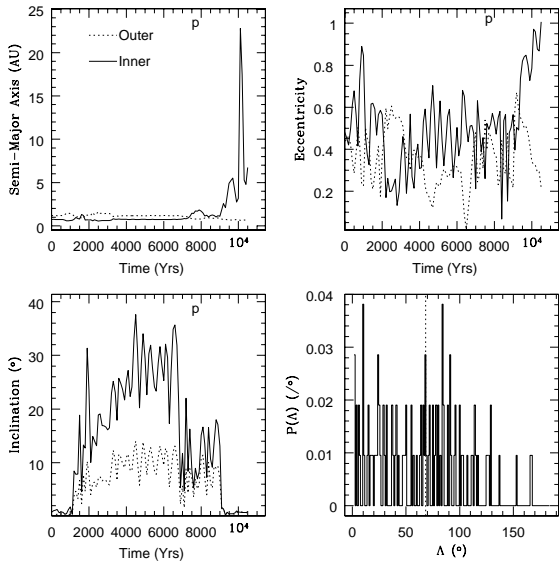 p
Outer
Inner
Semi-Major Axis (AU)
25
20
15
10
5
0
0 2000 4000 6000 8000 10⁴
Time (Yrs)
p
Eccentricity
1
0.8
0.6
0.4
0.2
0 2000 4000 6000 8000 10⁴
Time (Yrs)
p
Inclination (°)
40
30
20
10
0 2000 4000 6000 8000 10⁴
Time (Yrs)
P(Λ) (/°)
0.04
0.03
0.02
0.01
0
0 50 100 150
Λ (°)